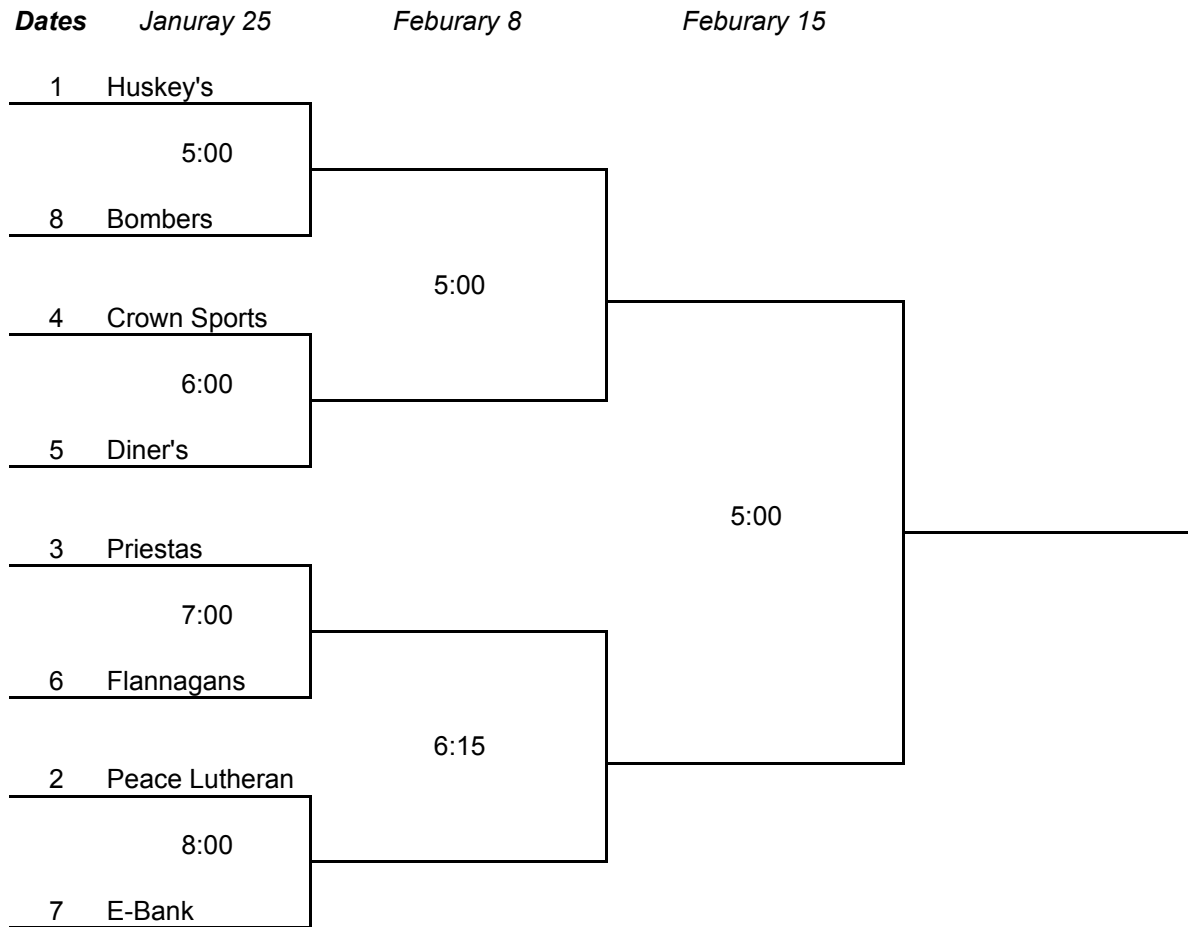 Dates Januray 25 Feburary 8 Feburary 15
1 Huskey's
5:00
8 Bombers
5:00
4 Crown Sports
6:00
5 Diner's
5:00
3 Priestas
7:00
6 Flannagans
6:15
2 Peace Lutheran
8:00
7 E-Bank